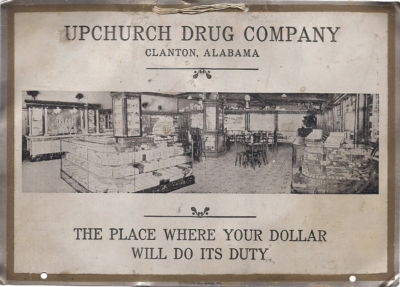 UPCHURCH DRUG COMPANY
CLANTON, ALABAMA
THE PLACE WHERE YOUR DOLLAR
WILL DO ITS DUTY